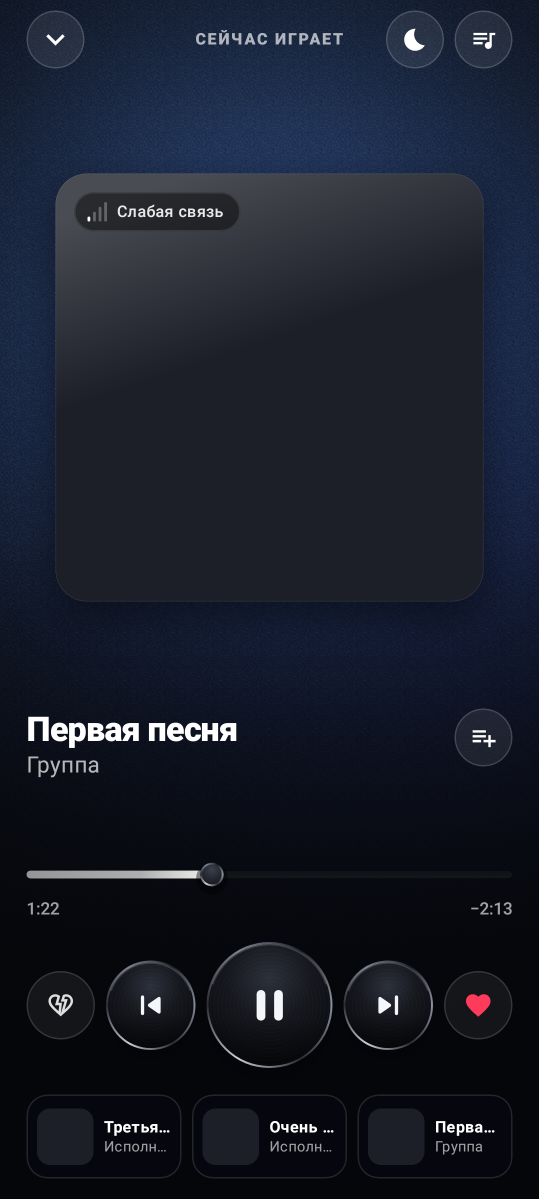 СЕЙЧАС ИГРАЕТ
Слабая связь
Первая песня
Группа
1:22
−2:13
Третья…
Исполн…
Очень …
Исполн…
Перва…
Группа